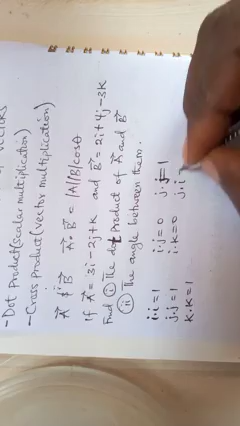 -Dot Product(scalar multiplication)
-Cross Product(vector multiplication)
A⃗ & B⃗ A⃗·B⃗ = |A||B|cosθ
If A⃗ = 3i - 2j + k and B⃗ = 2i + 4j - 3k
Find (i) The dot product of A⃗ and B⃗
(ii) The angle between them.
i·i = 1 i·j = 0 j·j = 1
j·j = 1 i·k = 0 j·i
k·k = 1